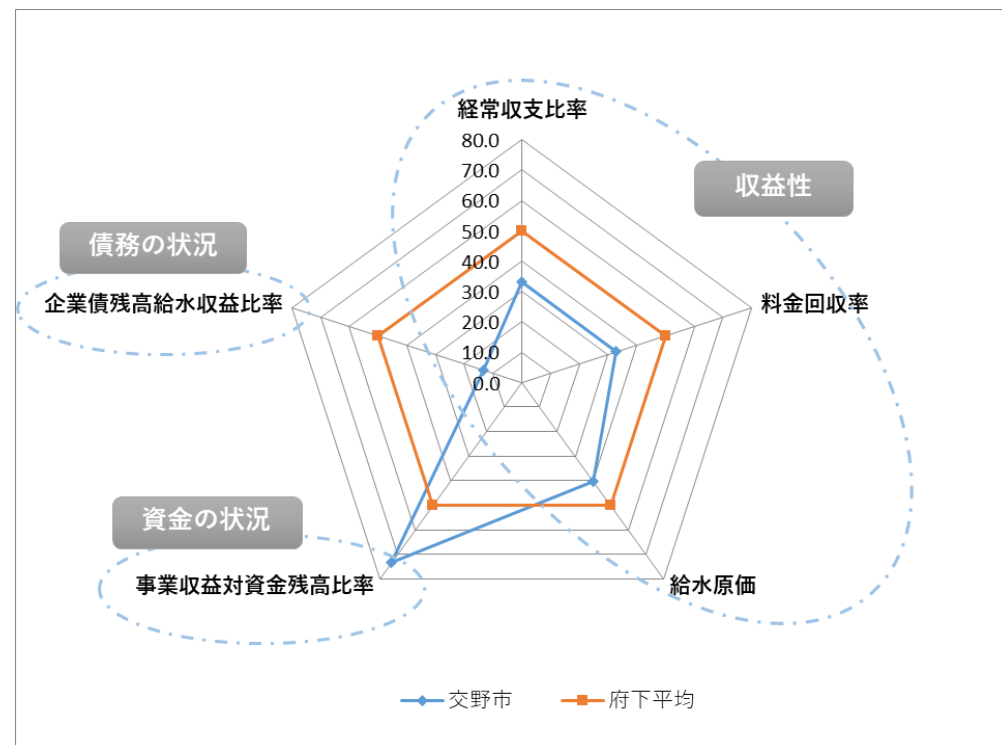 経常収支比率
80.0
70.0
60.0
50.0
40.0
30.0
20.0
10.0
0.0
収益性
債務の状況
企業債残高給水収益比率
料金回収率
資金の状況
事業収益対資金残高比率
給水原価
交野市
府下平均